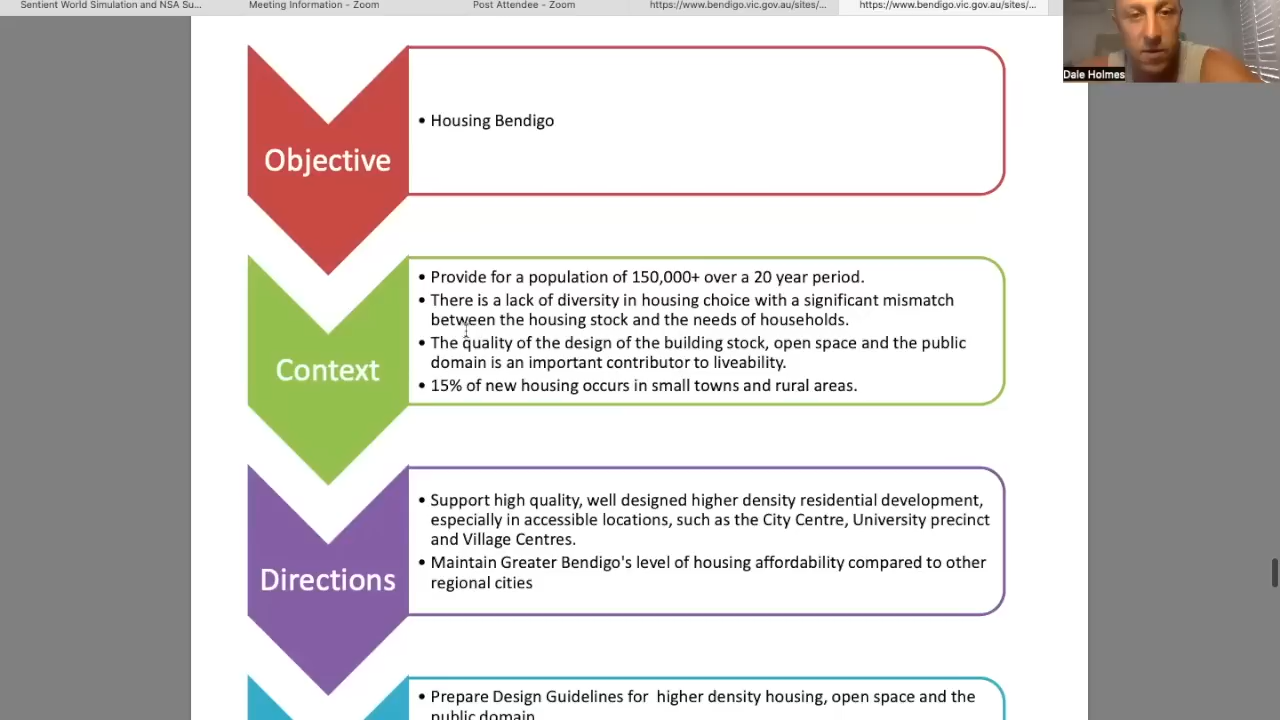 Sentient World Simulation and NSA Su...
Meeting Information - Zoom
Post Attendee - Zoom
https://www.bendigo.vic.gov.au/sites/...
https://www.bendigo.vic.gov.au/sites/...
Dale Holmes
Objective
• Housing Bendigo
Context
• Provide for a population of 150,000+ over a 20 year period.
• There is a lack of diversity in housing choice with a significant mismatch
between the housing stock and the needs of households.
• The quality of the design of the building stock, open space and the public
domain is an important contributor to liveability.
• 15% of new housing occurs in small towns and rural areas.
Directions
• Support high quality, well designed higher density residential development,
especially in accessible locations, such as the City Centre, University precinct
and Village Centres.
• Maintain Greater Bendigo's level of housing affordability compared to other
regional cities
• Prepare Design Guidelines for  higher density housing, open space and the
public domain